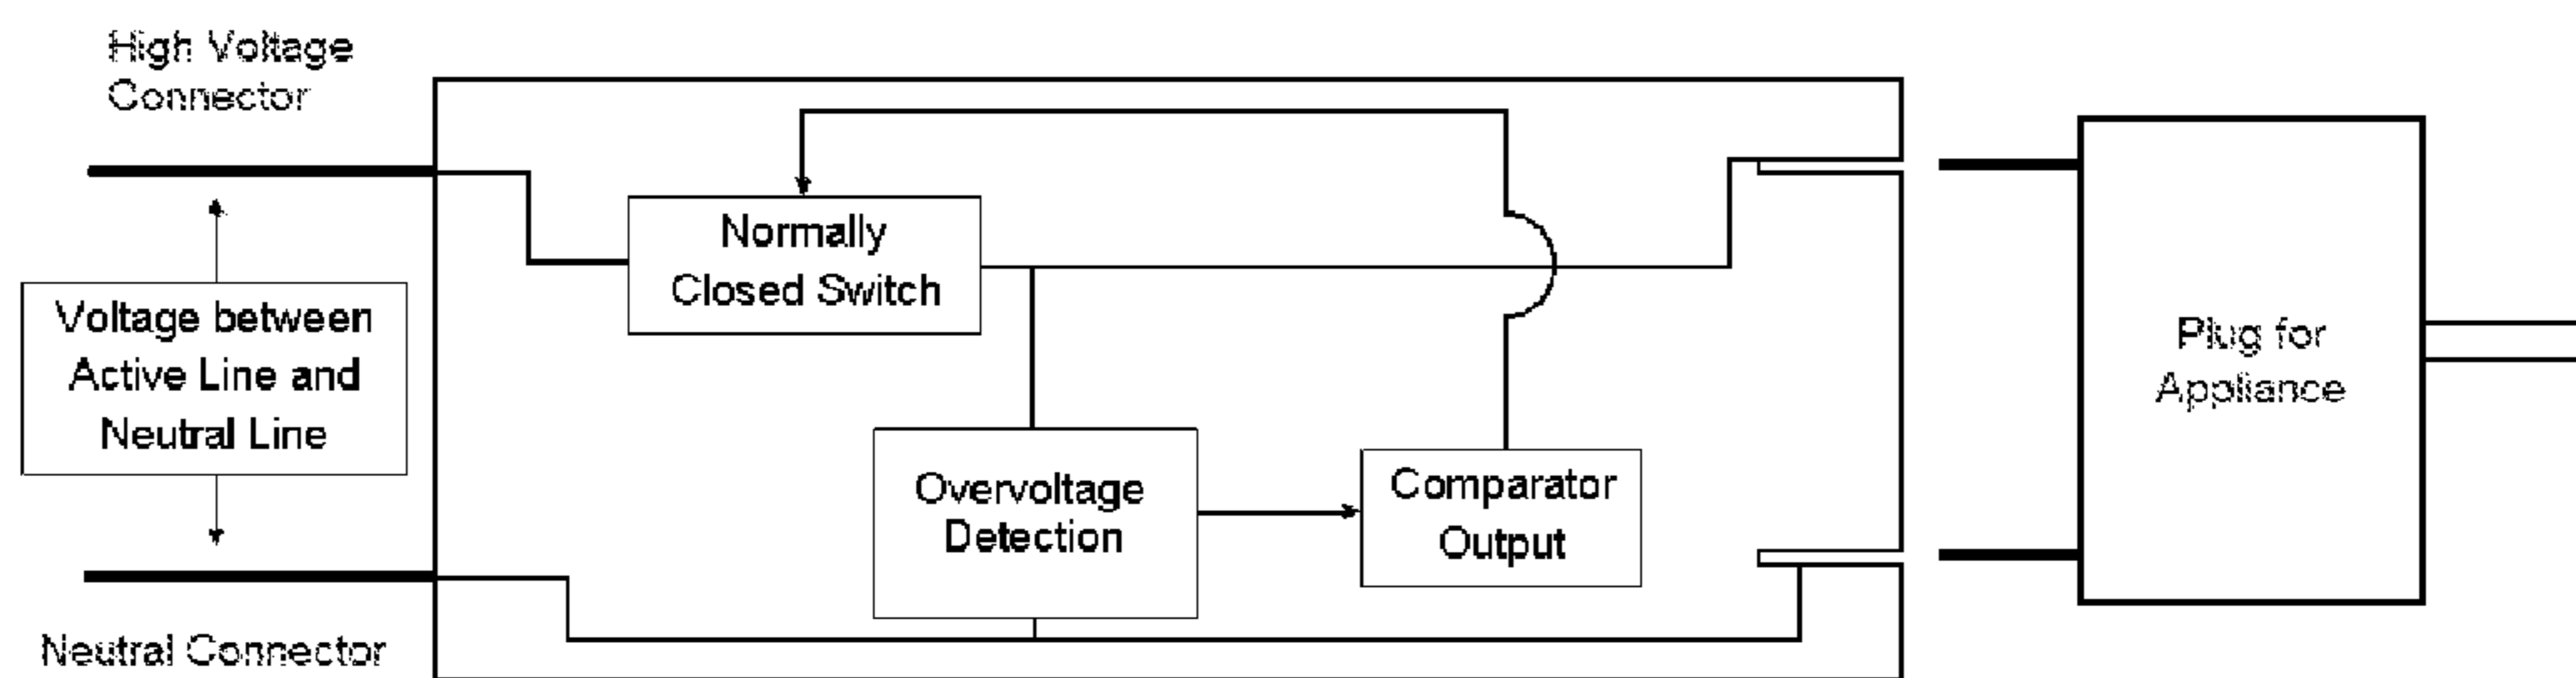 High Voltage
Connector
Normally
Closed Switch
Voltage between
Active Line and
Neutral Line
Plug for
Appliance
Overvoltage
Detection
Comparator
Output
Neutral Connector